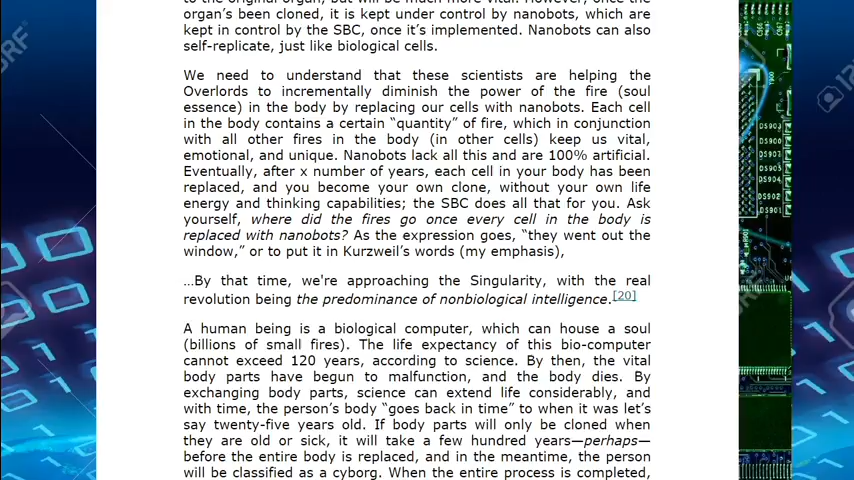 to the original organ, but will be much more vital. However, once the
organ's been cloned, it is kept under control by nanobots, which are
kept in control by the SBC, once it's implemented. Nanobots can also
self-replicate, just like biological cells.
We need to understand that these scientists are helping the
Overlords to incrementally diminish the power of the fire (soul
essence) in the body by replacing our cells with nanobots. Each cell
in the body contains a certain “quantity” of fire, which in conjunction
with all other fires in the body (in other cells) keep us vital,
emotional, and unique. Nanobots lack all this and are 100% artificial.
Eventually, after x number of years, each cell in your body has been
replaced, and you become your own clone, without your own life
energy and thinking capabilities; the SBC does all that for you. Ask
yourself, where did the fires go once every cell in the body is
replaced with nanobots? As the expression goes, “they went out the
window,” or to put it in Kurzweil's words (my emphasis),
…By that time, we're approaching the Singularity, with the real
revolution being the predominance of nonbiological intelligence.[20]
A human being is a biological computer, which can house a soul
(billions of small fires). The life expectancy of this bio-computer
cannot exceed 120 years, according to science. By then, the vital
body parts have begun to malfunction, and the body dies. By
exchanging body parts, science can extend life considerably, and
with time, the person's body “goes back in time” to when it was let's
say twenty-five years old. If body parts will only be cloned when
they are old or sick, it will take a few hundred years—perhaps—
before the entire body is replaced, and in the meantime, the person
will be classified as a cyborg. When the entire process is completed,
DS903
DS900
DS907
DS903
DS904
DS902
DS901